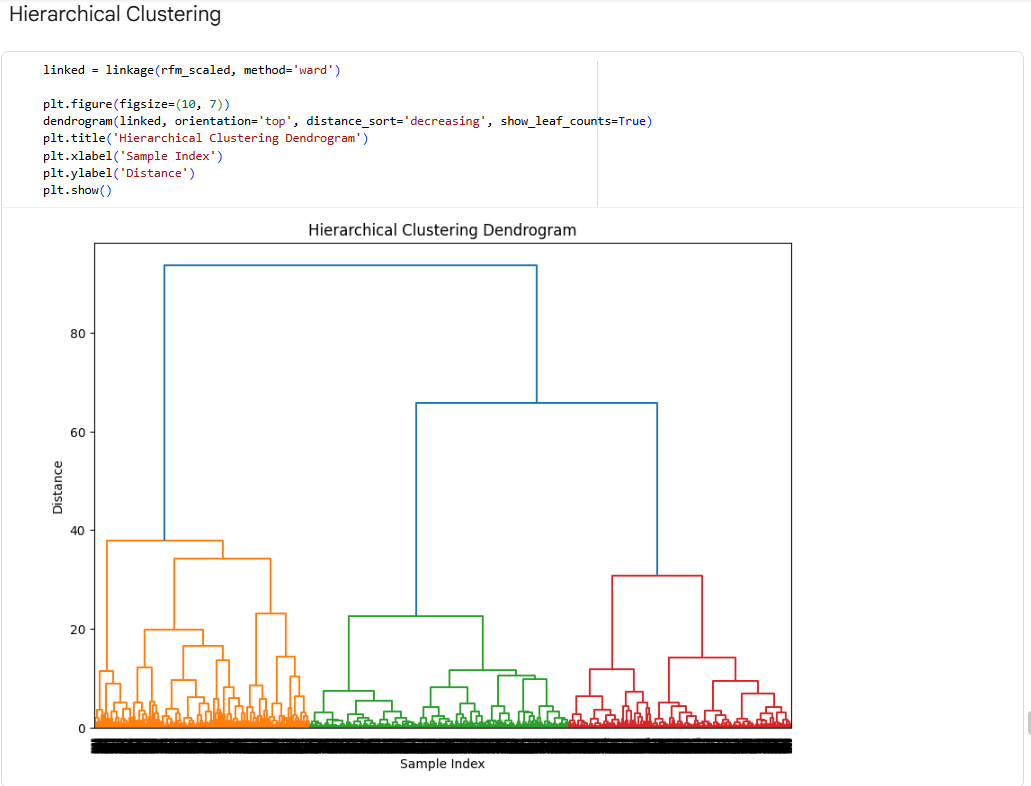 Hierarchical Clustering
linked = linkage(rfm_scaled, method='ward')
plt.figure(figsize=(10, 7))
dendrogram(linked, orientation='top', distance_sort='decreasing', show_leaf_counts=True)
plt.title('Hierarchical Clustering Dendrogram')
plt.xlabel('Sample Index')
plt.ylabel('Distance')
plt.show()
Hierarchical Clustering Dendrogram
80
60
40
20
0
Distance
Sample Index